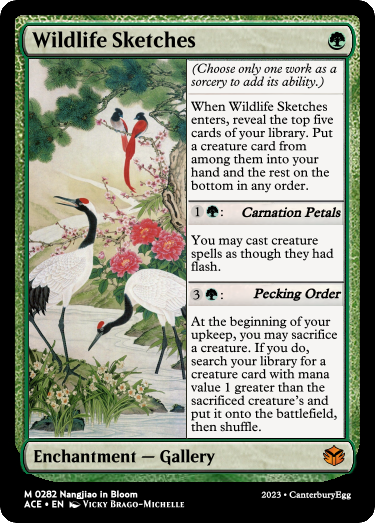 Wildlife Sketches
(Choose only one work as a
sorcery to add its ability.)
When Wildlife Sketches
enters, reveal the top five
cards of your library. Put
a creature card from
among them into your
hand and the rest on the
bottom in any order.
1 : Carnation Petals
You may cast creature
spells as though they had
flash.
3 : Pecking Order
At the beginning of your
upkeep, you may sacrifice
a creature. If you do,
search your library for a
creature card with mana
value 1 greater than the
sacrificed creature's and
put it onto the battlefield,
then shuffle.
Enchantment — Gallery
M 0282 Nangjiao in Bloom
ACE • EN Vicky Brago-Michelle
2023 • CanterburyEgg